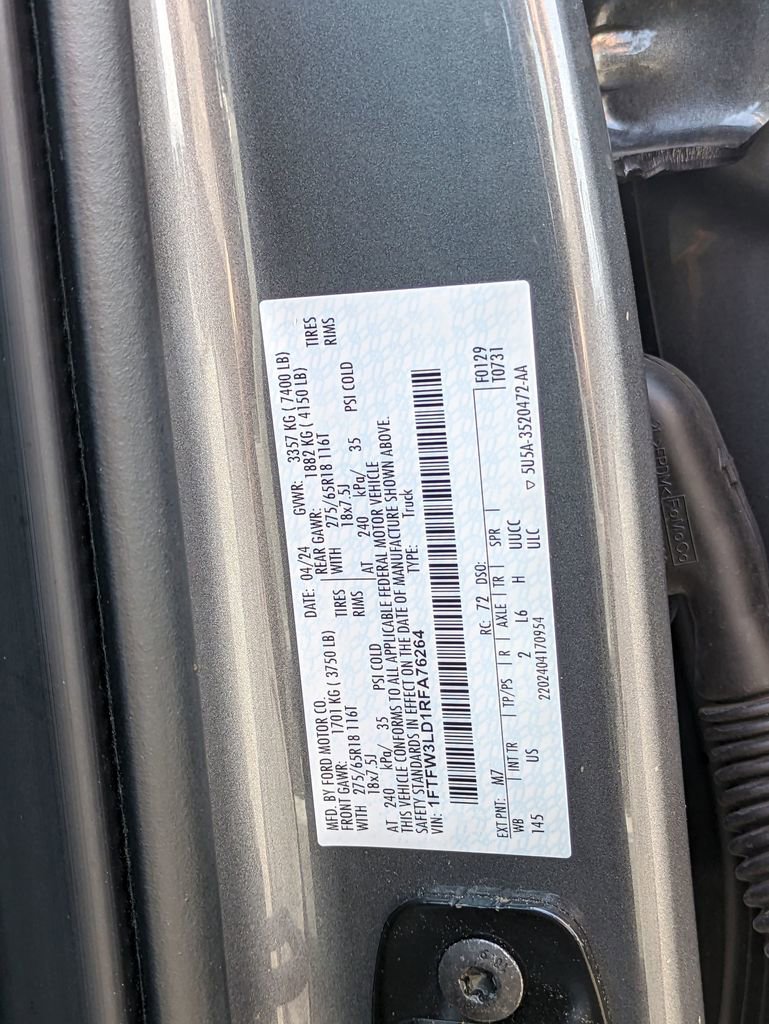 MFD. BY FORD MOTOR CO. DATE: 04/24 GVWR: 3357 KG ( 7400 LB)
FRONT GAWR: 1701 KG ( 3750 LB) REAR GAWR: 1882 KG ( 4150 LB)
WITH 275/65R18 116T TIRES WITH 275/65R18 116T TIRES
18x7.5J RIMS 18x7.5J RIMS
AT 240 kPa/ 35 PSI COLD AT 240 kPa/ 35 PSI COLD
THIS VEHICLE CONFORMS TO ALL APPLICABLE FEDERAL MOTOR VEHICLE
SAFETY STANDARDS IN EFFECT ON THE DATE OF MANUFACTURE SHOWN ABOVE.
VIN: 1FTFW3LD1RFA76264 TYPE: Truck
F0129
EXT PNT: M7 RC: 72 DSO: T0731
WB INT TR TP/PS R AXLE TR SPR
145 US 2 L6 H UUCC
2202404170954 ULC
▽ 5U5A-3520472-AA
FoMoCo